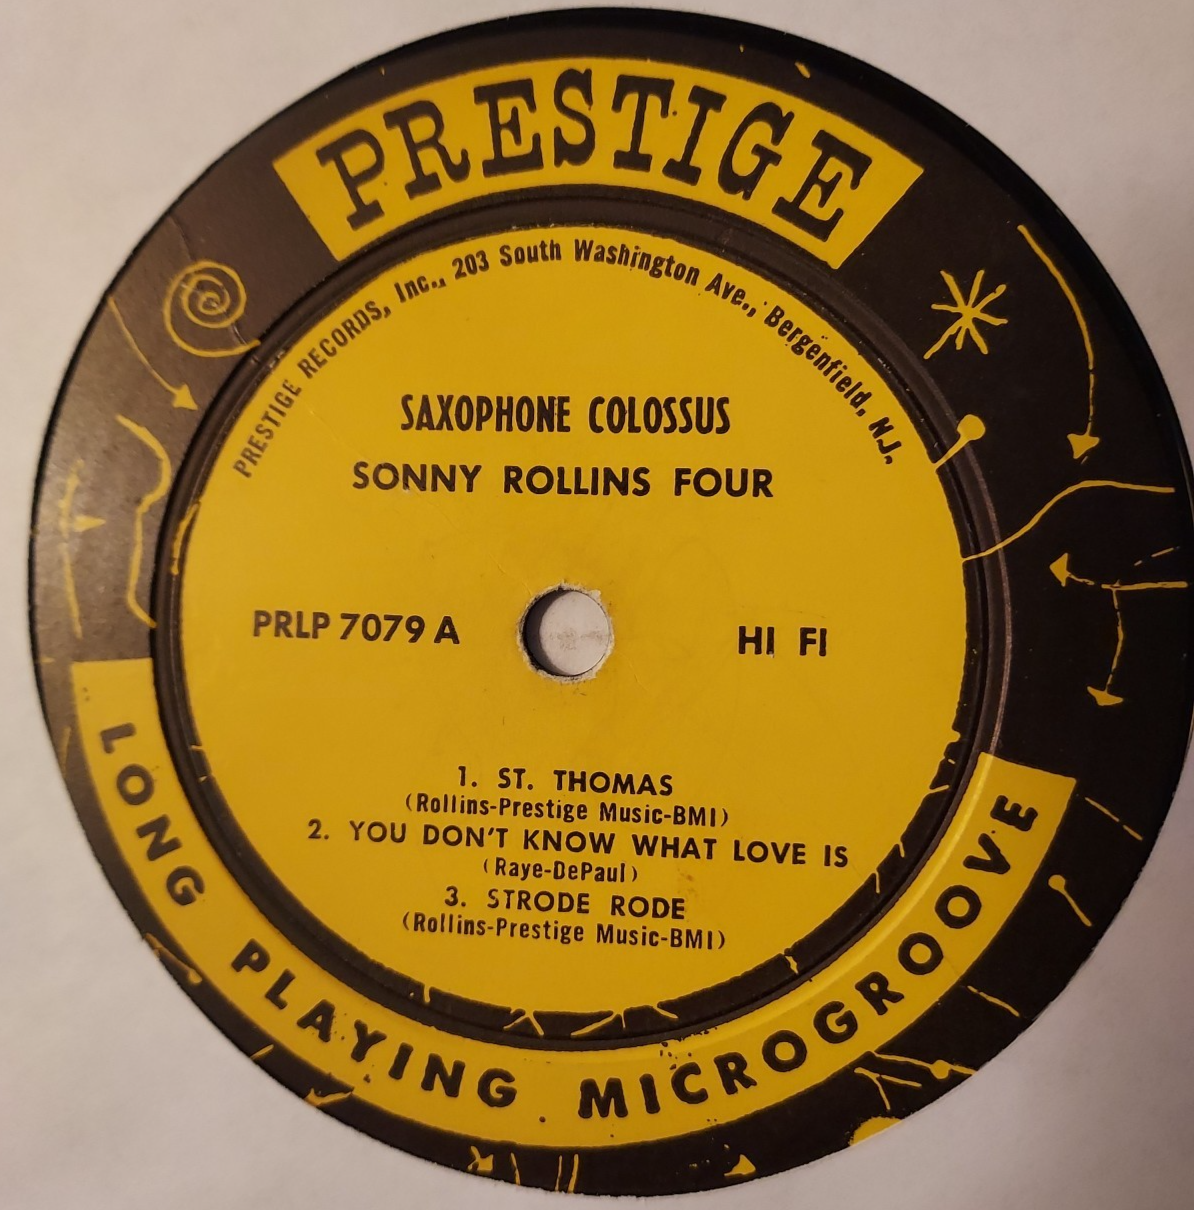 PRESTIGE
PRESTIGE RECORDS, Inc., 203 South Washington Ave., Bergenfield, N.J.
SAXOPHONE COLOSSUS
SONNY ROLLINS FOUR
PRLP 7079 A
HI FI
1. ST. THOMAS
(Rollins-Prestige Music-BMI)
2. YOU DON'T KNOW WHAT LOVE IS
(Raye-DePaul)
3. STRODE RODE
(Rollins-Prestige Music-BMI)
LONG PLAYING MICROGROOVE